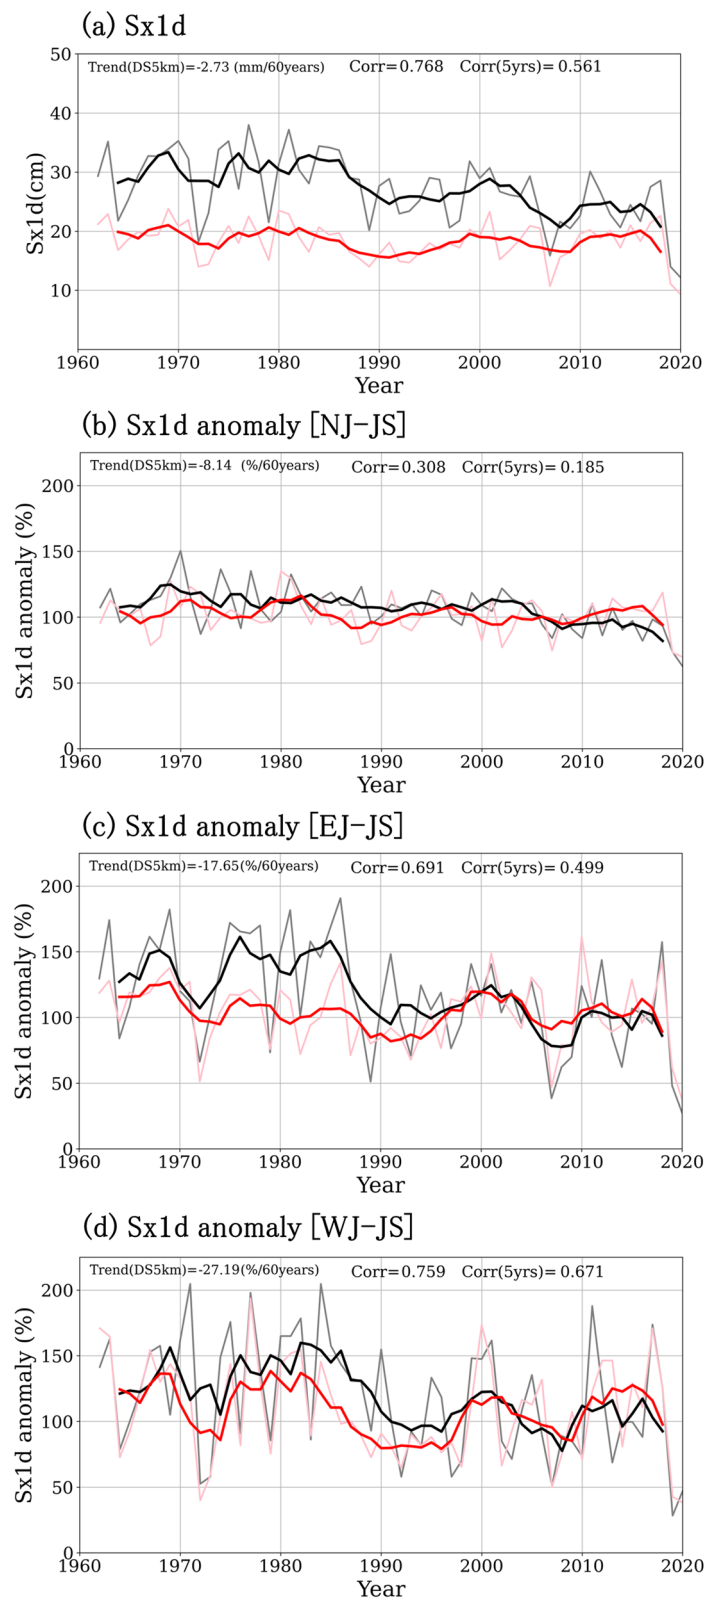 (a) Sx1d
Trend(DS5km)=-2.73 (mm/60years) Corr=0.768 Corr(5yrs)= 0.561
50
40
30
20
10
Sx1d(cm)
1960 1970 1980 1990 2000 2010 2020
Year
(b) Sx1d anomaly [NJ-JS]
Trend(DS5km)=-8.14 (%/60years) Corr=0.308 Corr(5yrs)= 0.185
200
150
100
50
0
Sx1d anomaly (%)
1960 1970 1980 1990 2000 2010 2020
Year
(c) Sx1d anomaly [EJ-JS]
Trend(DS5km)=-17.65(%/60years) Corr=0.691 Corr(5yrs)= 0.499
200
150
100
50
0
Sx1d anomaly (%)
1960 1970 1980 1990 2000 2010 2020
Year
(d) Sx1d anomaly [WJ-JS]
Trend(DS5km)=-27.19(%/60years) Corr=0.759 Corr(5yrs)= 0.671
200
150
100
50
0
Sx1d anomaly (%)
1960 1970 1980 1990 2000 2010 2020
Year